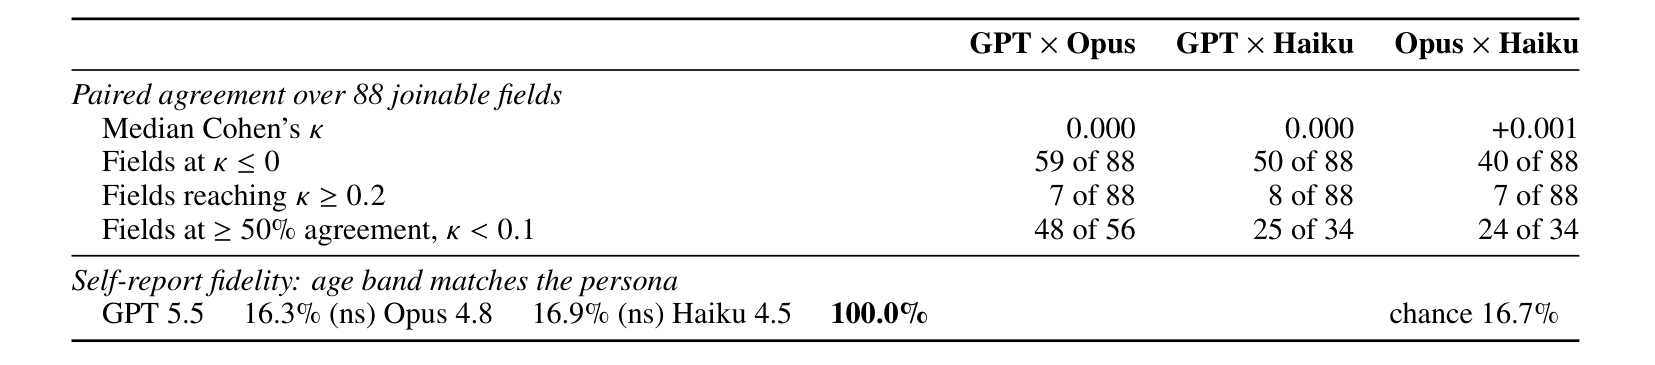 GPT × Opus GPT × Haiku Opus × Haiku
Paired agreement over 88 joinable fields
Median Cohen's κ 0.000 0.000 +0.001
Fields at κ ≤ 0 59 of 88 50 of 88 40 of 88
Fields reaching κ ≥ 0.2 7 of 88 8 of 88 7 of 88
Fields at ≥ 50% agreement, κ < 0.1 48 of 56 25 of 34 24 of 34
Self-report fidelity: age band matches the persona
GPT 5.5 16.3% (ns) Opus 4.8 16.9% (ns) Haiku 4.5 100.0% chance 16.7%